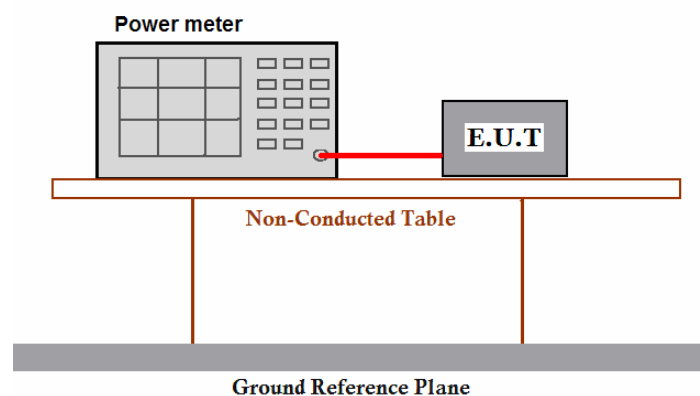 Power meter
E.U.T
Non-Conducted Table
Ground Reference Plane